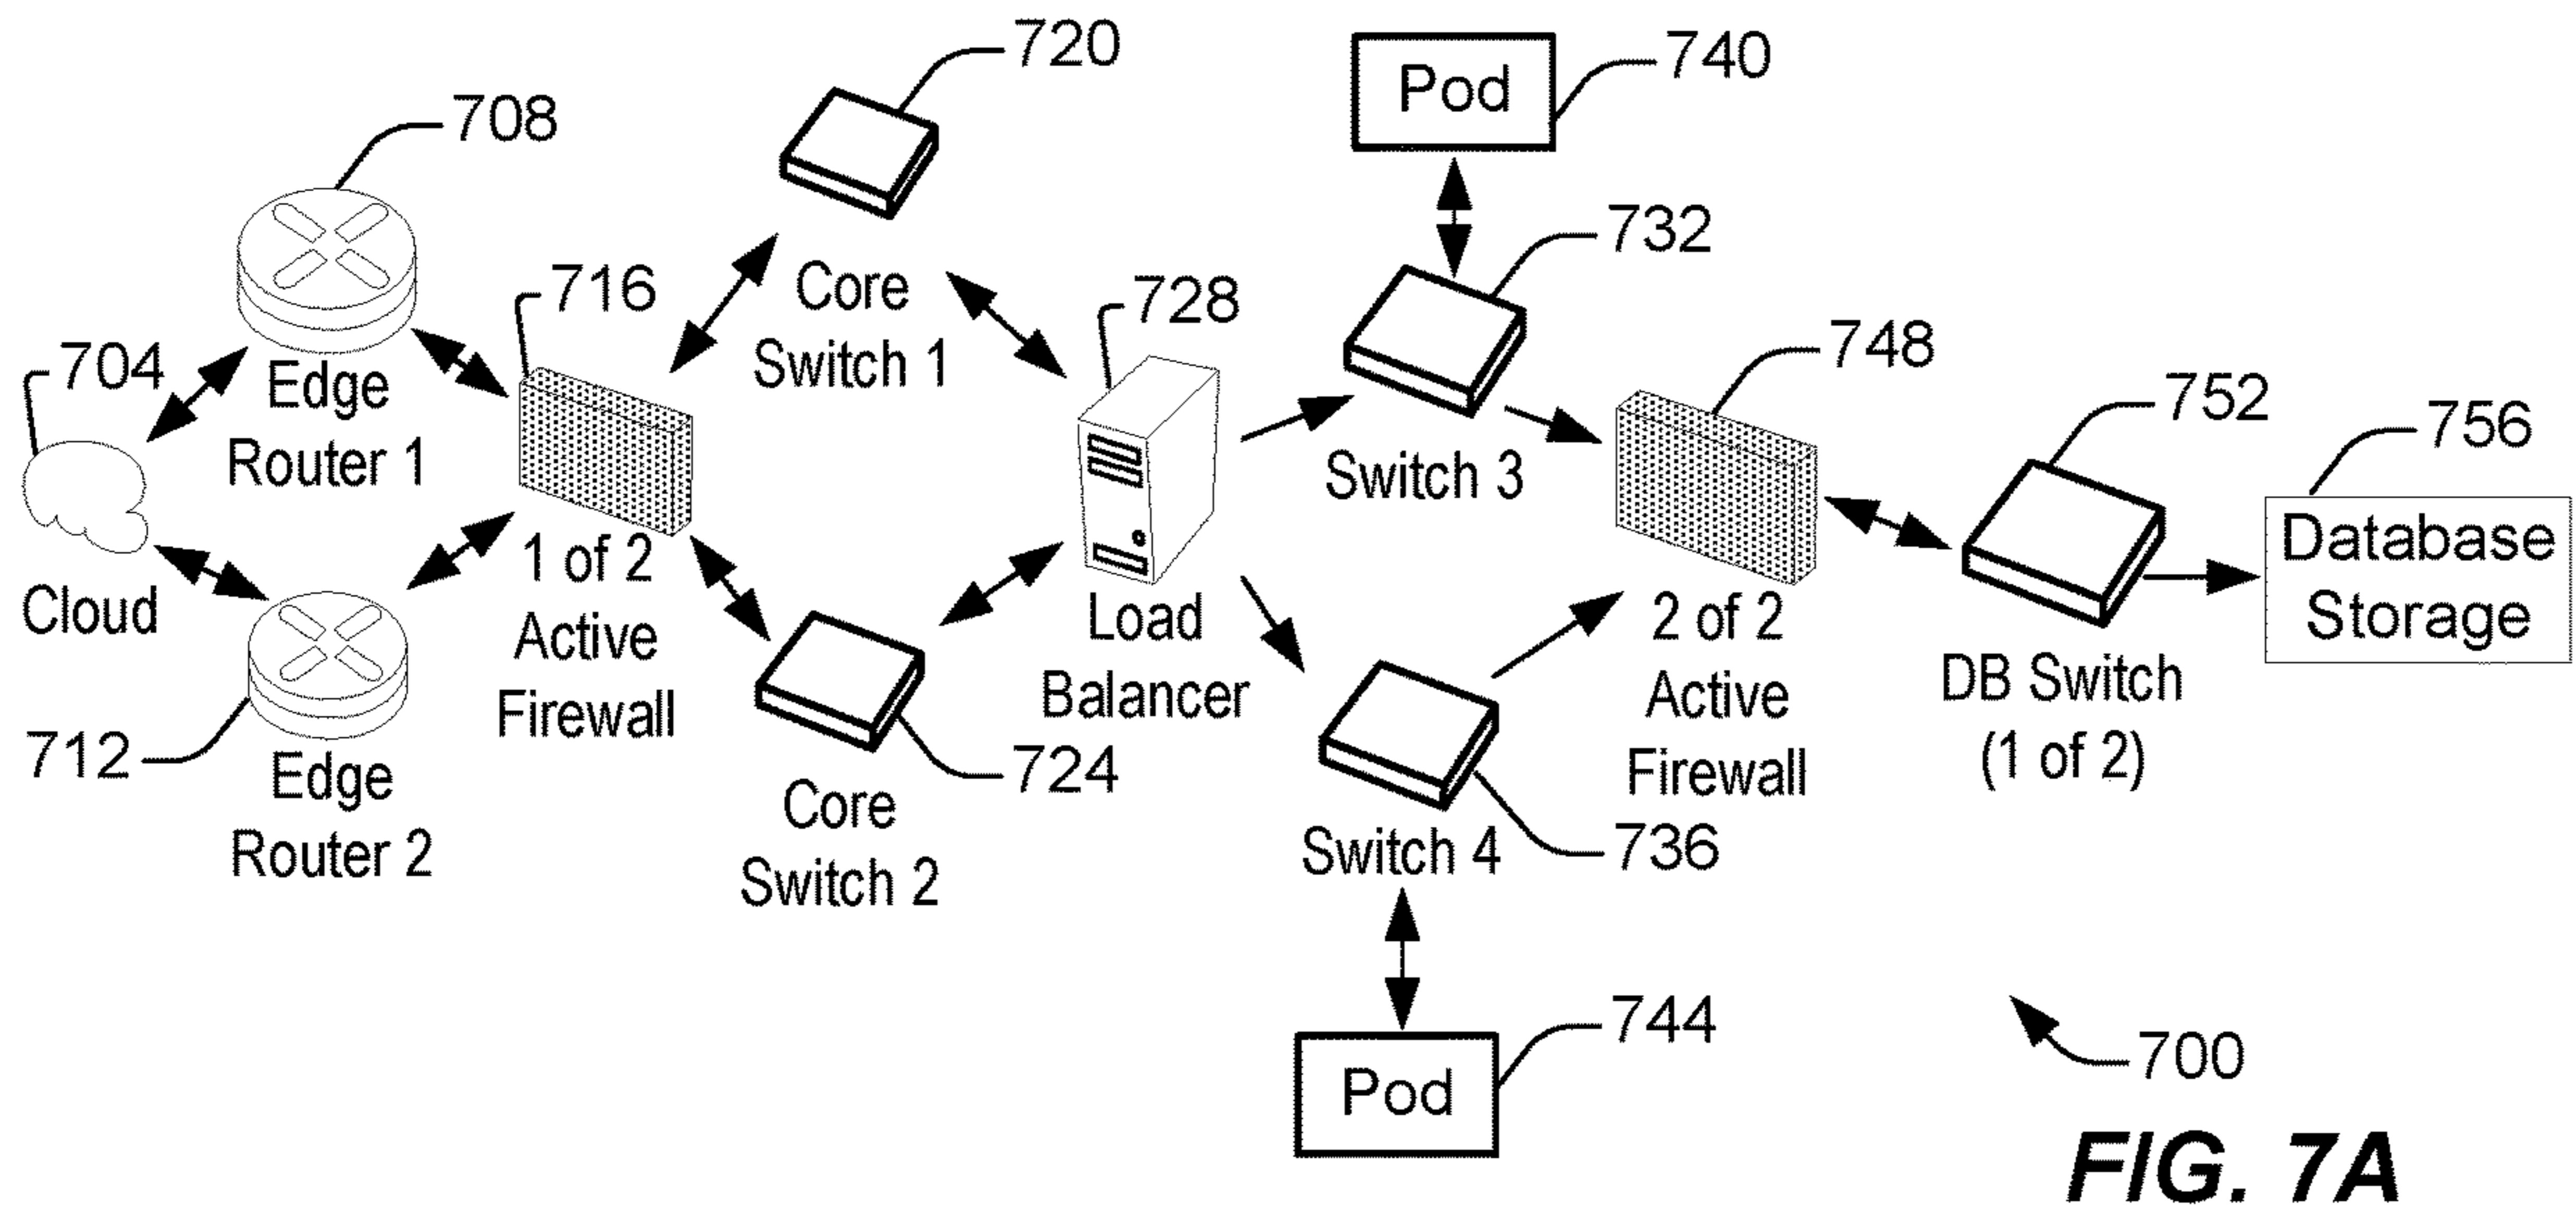 720
Pod
740
708
732
716
Core
Switch 1
728
748
704
Edge
Router 1
752
756
Switch 3
Database
Storage
Cloud
1 of 2
Active
Firewall
Load
Balancer
2 of 2
Active
Firewall
DB Switch
(1 of 2)
712
Edge
Router 2
724
Core
Switch 2
Switch 4
736
744
Pod
700
FIG. 7A